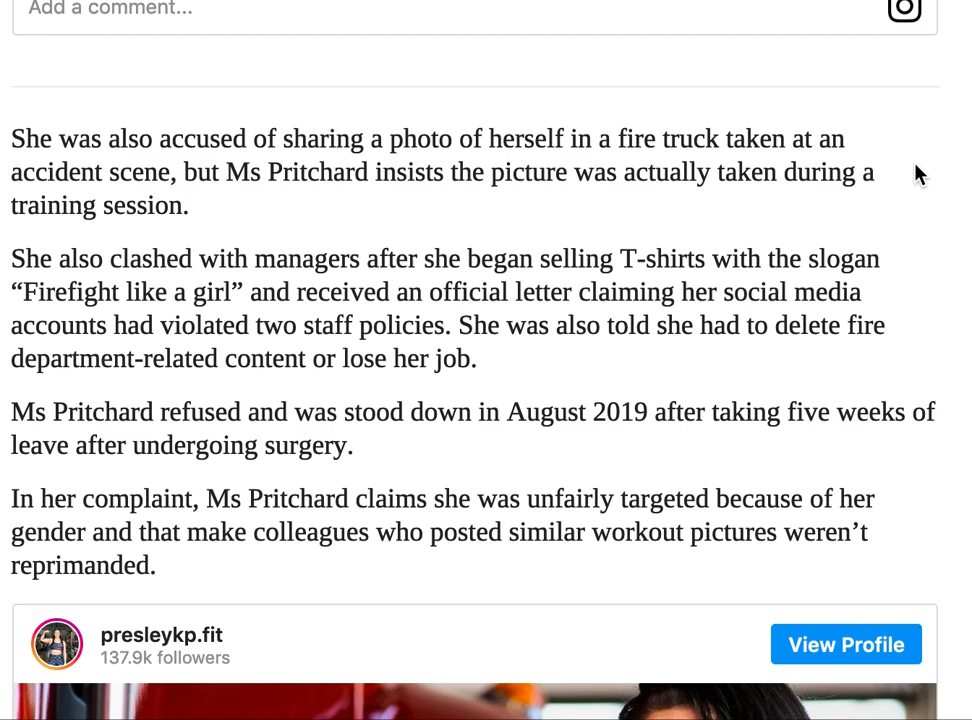 Add a comment...
She was also accused of sharing a photo of herself in a fire truck taken at an
accident scene, but Ms Pritchard insists the picture was actually taken during a
training session.
She also clashed with managers after she began selling T-shirts with the slogan
“Firefight like a girl” and received an official letter claiming her social media
accounts had violated two staff policies. She was also told she had to delete fire
department-related content or lose her job.
Ms Pritchard refused and was stood down in August 2019 after taking five weeks of
leave after undergoing surgery.
In her complaint, Ms Pritchard claims she was unfairly targeted because of her
gender and that make colleagues who posted similar workout pictures weren’t
reprimanded.
presleykp.fit
137.9k followers
View Profile